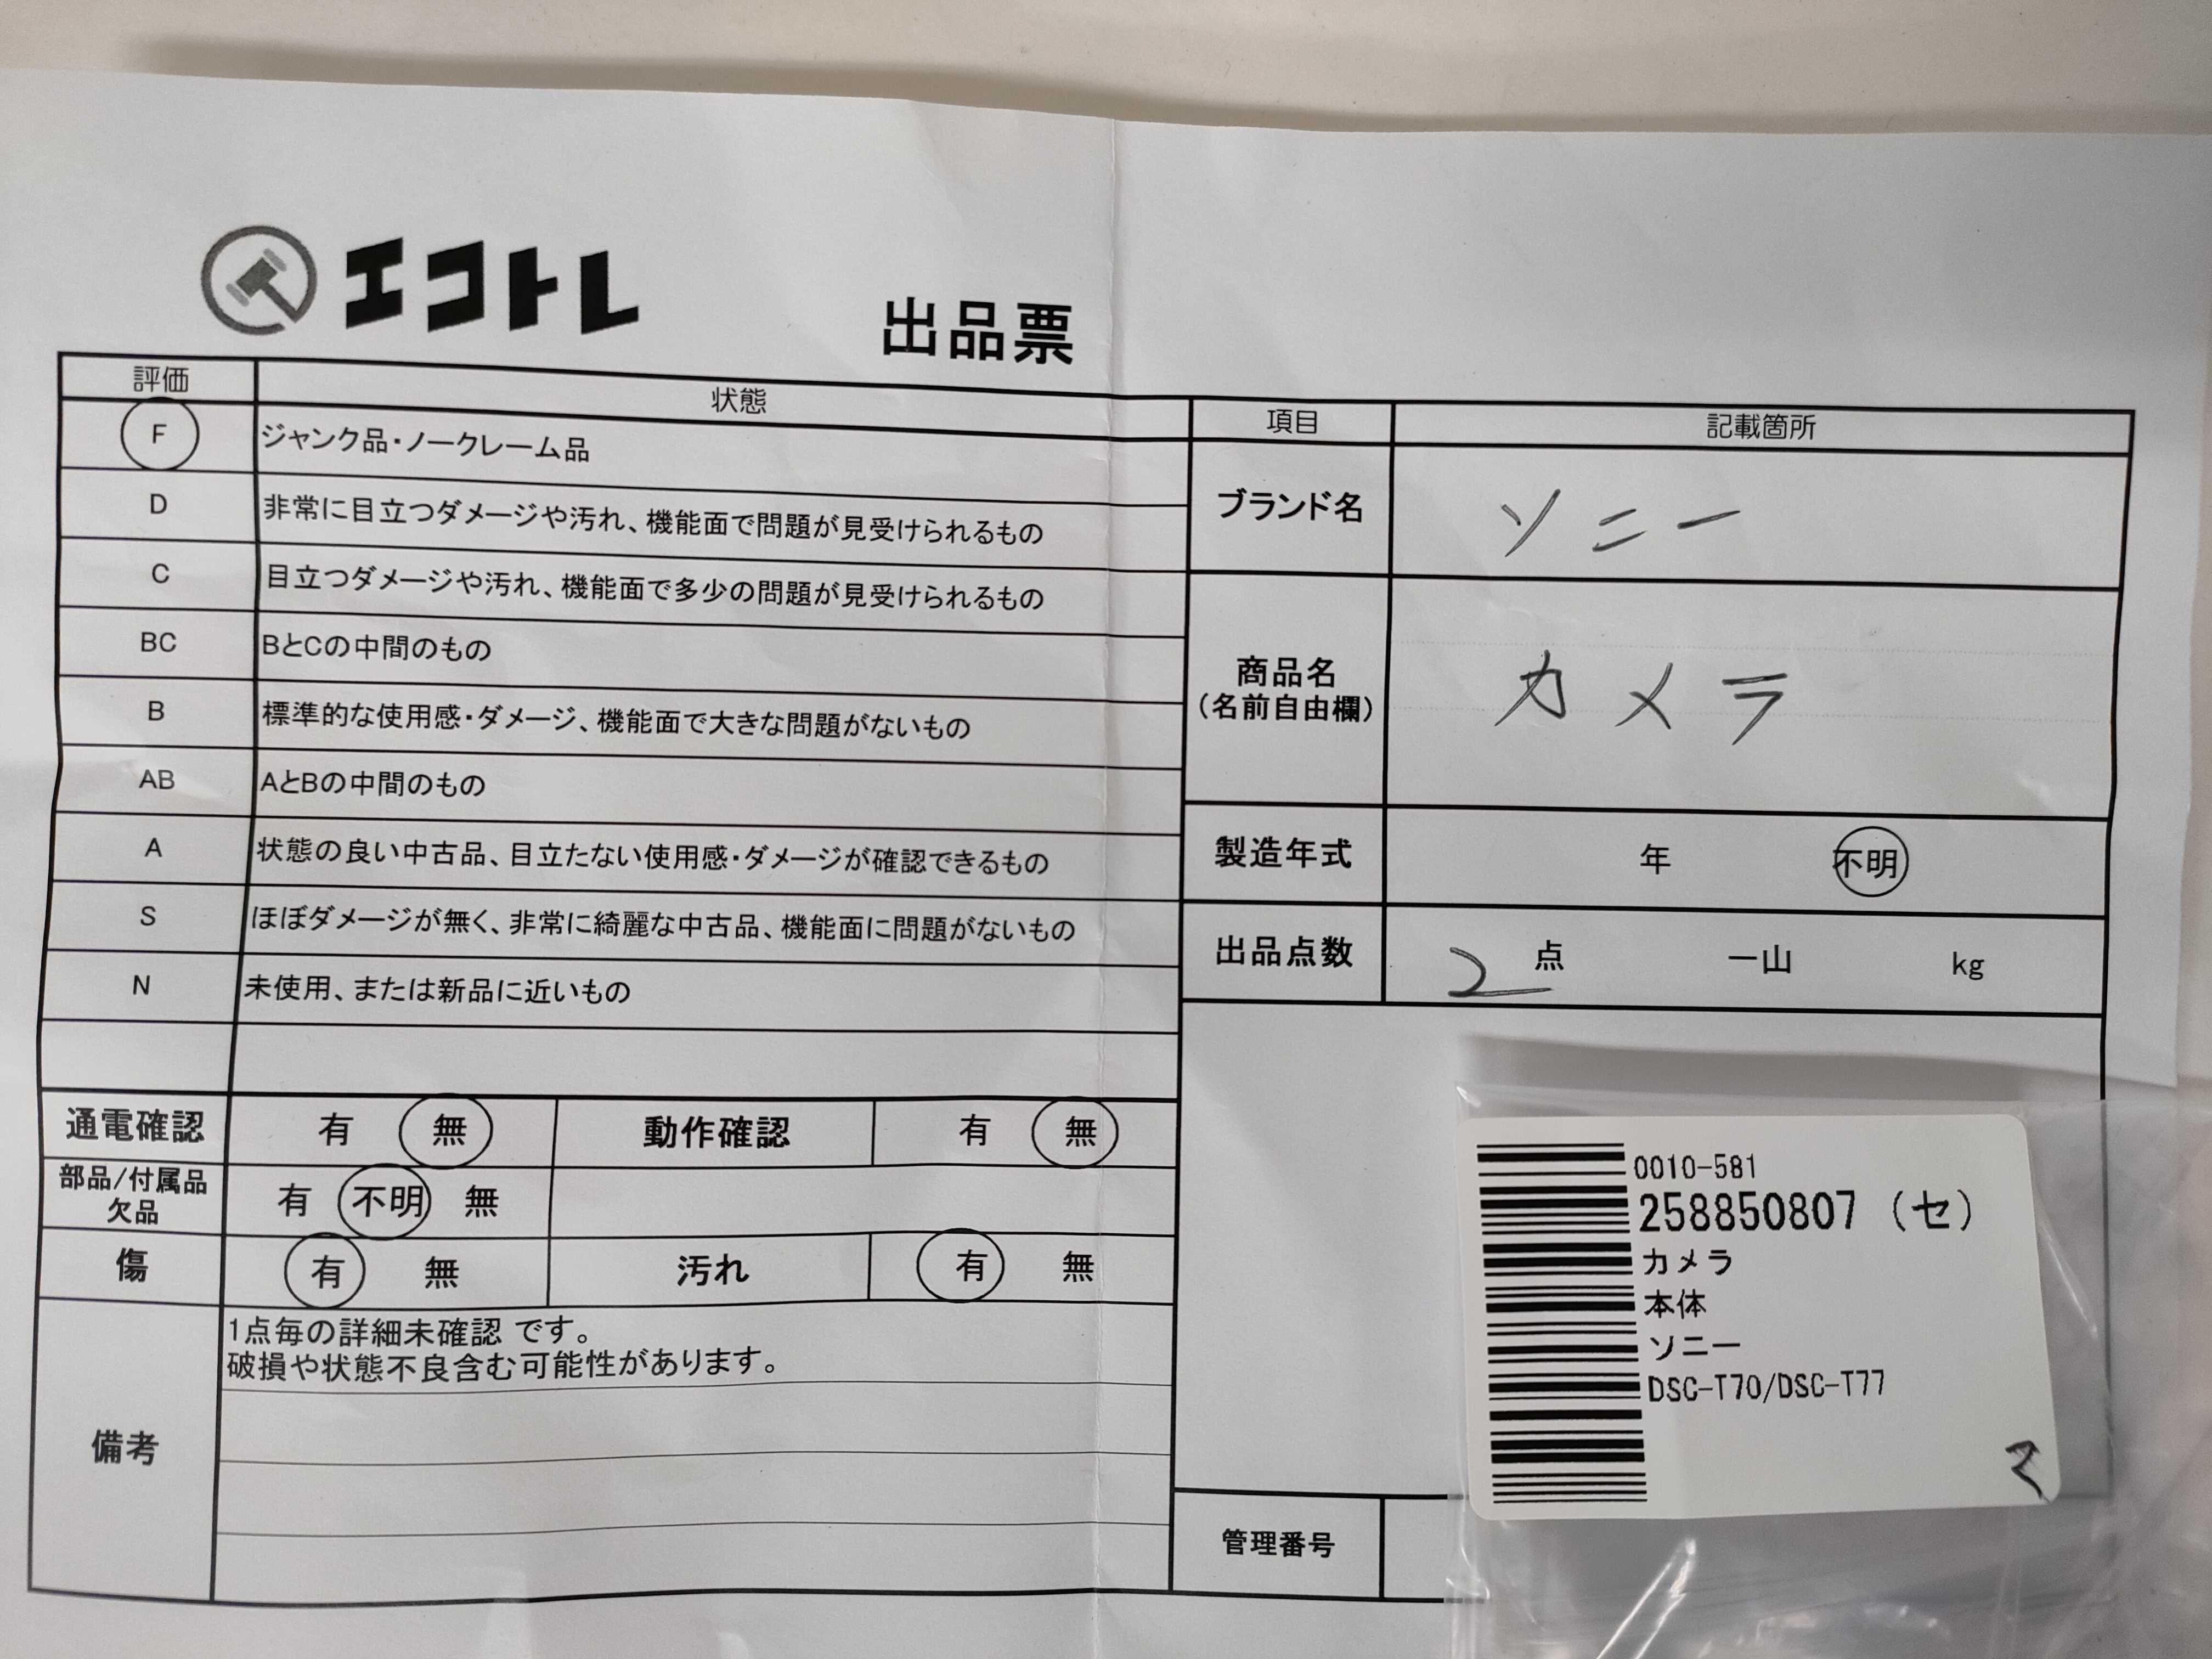 エコトレ
出品票
評価 状態
F ジャンク品・ノークレーム品
D 非常に目立つダメージや汚れ、機能面で問題が見受けられるもの
C 目立つダメージや汚れ、機能面で多少の問題が見受けられるもの
BC BとCの中間のもの
B 標準的な使用感・ダメージ、機能面で大きな問題がないもの
AB AとBの中間のもの
A 状態の良い中古品、目立たない使用感・ダメージが確認できるもの
S ほぼダメージが無く、非常に綺麗な中古品、機能面に問題がないもの
N 未使用、または新品に近いもの
通電確認 有 無 動作確認 有 無
部品/付属品
欠品 有 不明 無
傷 有 無 汚れ 有 無
備考
1点毎の詳細未確認 です。
破損や状態不良含む可能性があります。
項目 記載箇所
ブランド名 ソニー
商品名
(名前自由欄) カメラ
製造年式 年 不明
出品点数 2 点 一山 kg
管理番号
0010-581
258850807 (セ)
カメラ
本体
ソニー
DSC-T70/DSC-T77